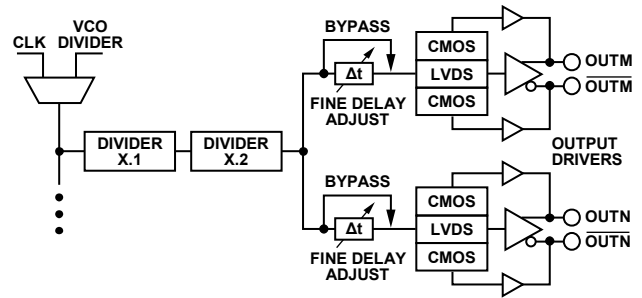 CLK
VCO
DIVIDER
DIVIDER
X.1
DIVIDER
X.2
BYPASS
Δt
FINE DELAY
ADJUST
CMOS
LVDS
CMOS
OUTM
OUTM
OUTPUT
DRIVERS
BYPASS
Δt
FINE DELAY
ADJUST
CMOS
LVDS
CMOS
OUTN
OUTN